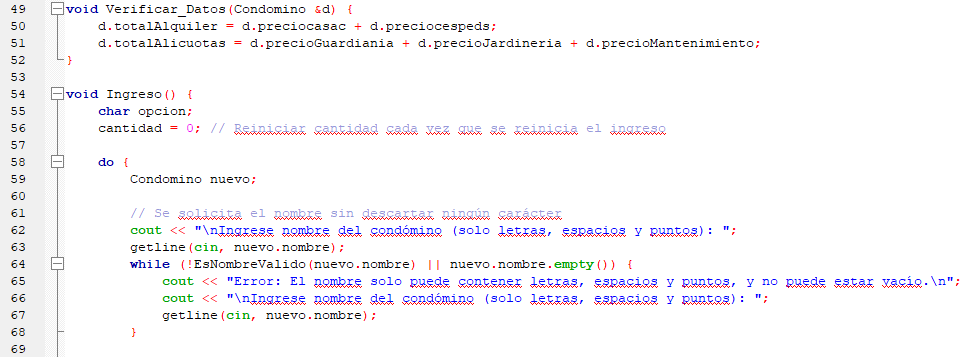 49 void Verificar_Datos(Condomino &d) {
50 d.totalAlquiler = d.preciocasac + d.preciocespeds;
51 d.totalAlicuotas = d.precioGuardiania + d.precioJardineria + d.precioMantenimiento;
52 }
53
54 void Ingreso() {
55 char opcion;
56 cantidad = 0; // Reiniciar cantidad cada vez que se reinicia el ingreso
57
58 do {
59 Condomino nuevo;
60
61 // Se solicita el nombre sin descartar ningún carácter
62 cout << "\nIngrese nombre del condómino (solo letras, espacios y puntos): ";
63 getline(cin, nuevo.nombre);
64 while (!EsNombreValido(nuevo.nombre) || nuevo.nombre.empty()) {
65 cout << "Error: El nombre solo puede contener letras, espacios y puntos, y no puede estar vacío.\n";
66 cout << "\nIngrese nombre del condómino (solo letras, espacios y puntos): ";
67 getline(cin, nuevo.nombre);
68 }
69